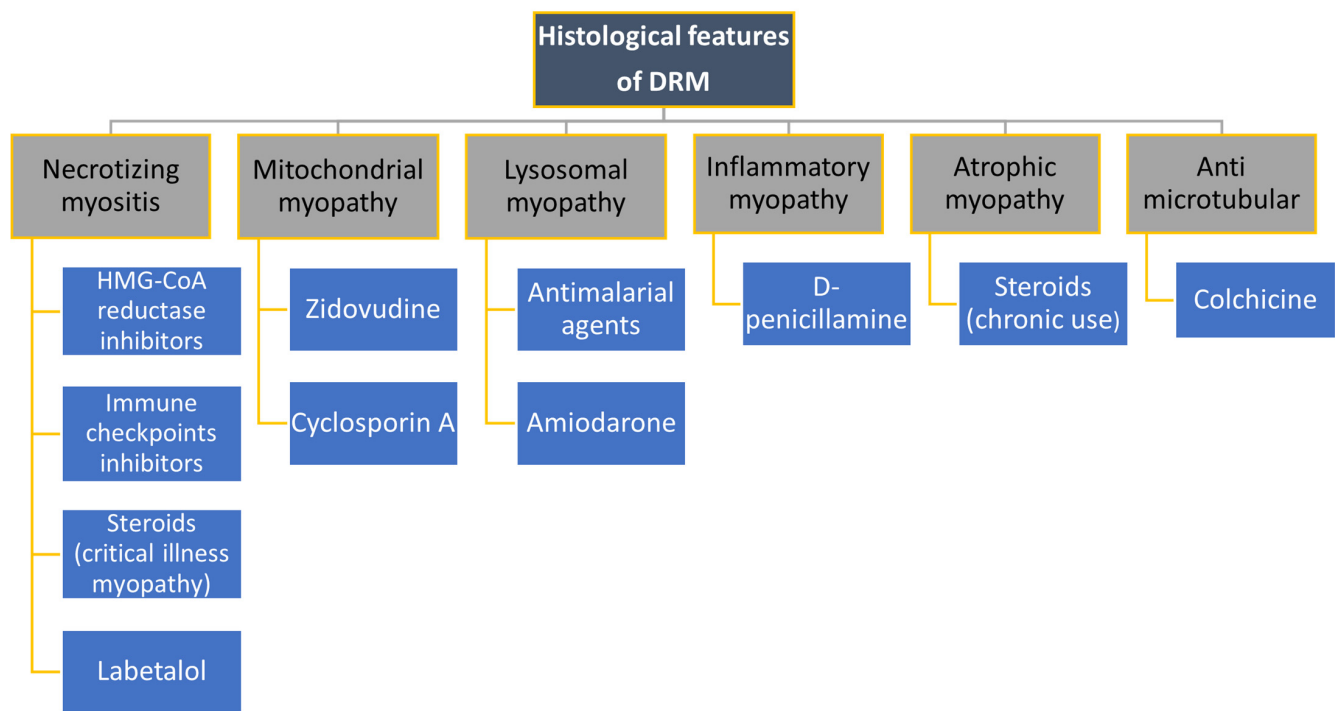 Histological features
of DRM
Necrotizing
myositis
Mitochondrial
myopathy
Lysosomal
myopathy
Inflammatory
myopathy
Atrophic
myopathy
Anti
microtubular
HMG-CoA
reductase
inhibitors
Immune
checkpoints
inhibitors
Steroids
(critical illness
myopathy)
Labetalol
Zidovudine
Cyclosporin A
Antimalarial
agents
Amiodarone
D-
penicillamine
Steroids
(chronic use)
Colchicine